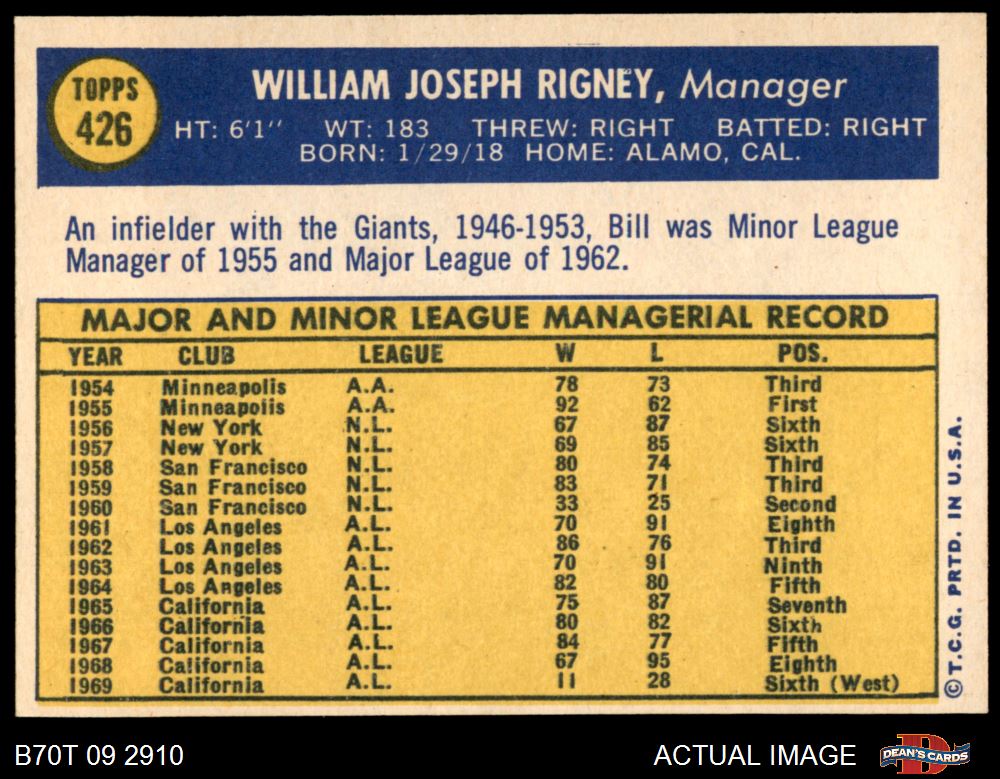 TOPPS
426
WILLIAM JOSEPH RIGNEY, Manager
HT: 6'1'' WT: 183 THREW: RIGHT BATTED: RIGHT
BORN: 1/29/18 HOME: ALAMO, CAL.
An infielder with the Giants, 1946-1953, Bill was Minor League
Manager of 1955 and Major League of 1962.
MAJOR AND MINOR LEAGUE MANAGERIAL RECORD
YEAR CLUB LEAGUE W L POS.
1954 Minneapolis A.A. 78 73 Third
1955 Minneapolis A.A. 92 62 First
1956 New York N.L. 67 87 Sixth
1957 New York N.L. 69 85 Sixth
1958 San Francisco N.L. 80 74 Third
1959 San Francisco N.L. 83 71 Third
1960 San Francisco N.L. 33 25 Second
1961 Los Angeles A.L. 70 91 Eighth
1962 Los Angeles A.L. 86 76 Third
1963 Los Angeles A.L. 70 91 Ninth
1964 Los Angeles A.L. 82 80 Fifth
1965 California A.L. 75 87 Seventh
1966 California A.L. 80 82 Sixth
1967 California A.L. 84 77 Fifth
1968 California A.L. 67 95 Eighth
1969 California A.L. 11 28 Sixth (West)
© T.C.G. PRTD. IN U.S.A.
B70T 09 2910
ACTUAL IMAGE
DEAN'S CARDS